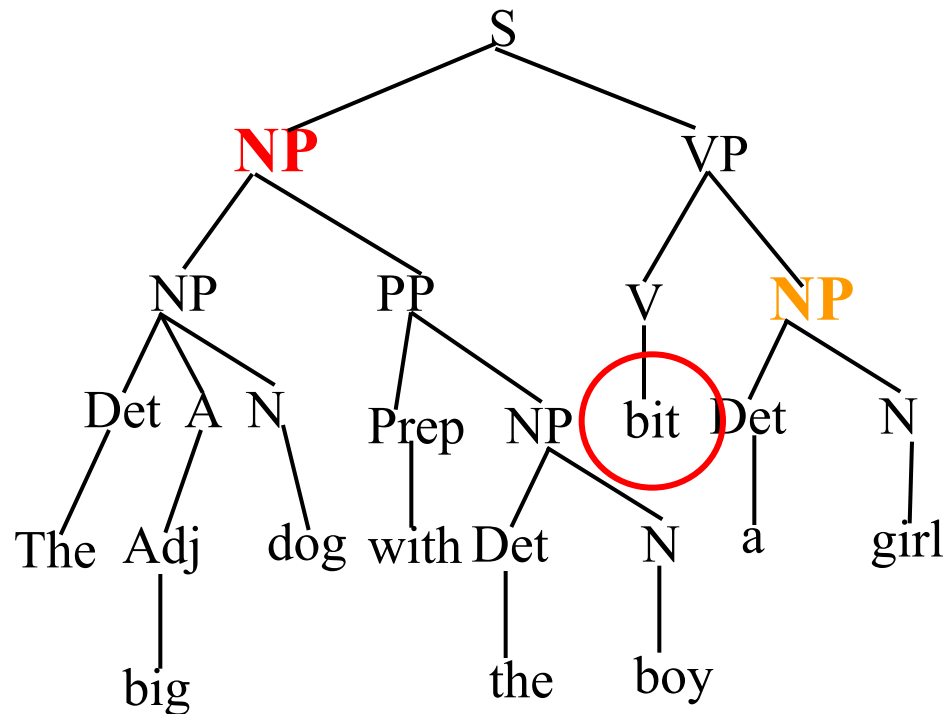 S
NP VP
NP PP V NP
Det A N Prep NP bit Det N
The Adj dog with Det N a girl
big the boy